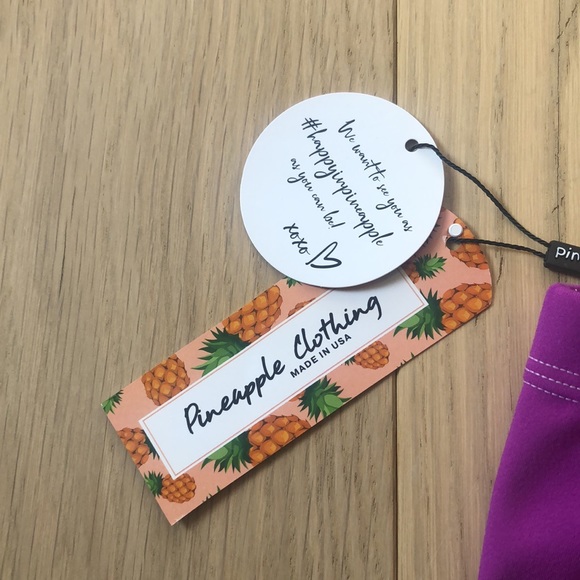 We want to see you as
#happyinpineapple
as you can be!
xoxo
Pineapple Clothing
MADE IN USA